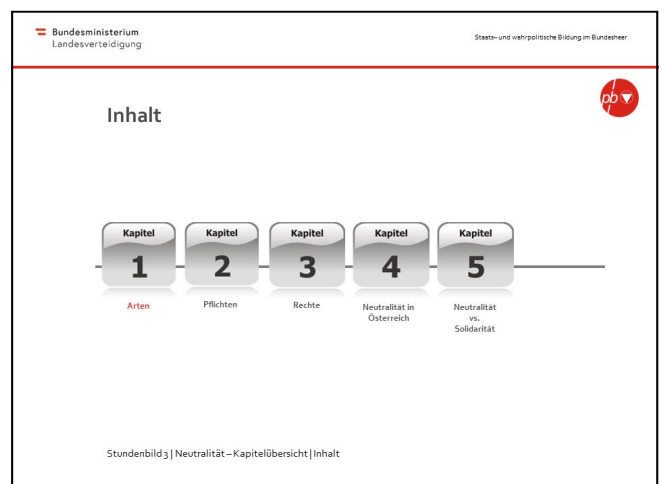 Bundesministerium
Landesverteidigung
Staats- und wehrpolitische Bildung im Bundesheer
pb
Inhalt
Kapitel
1
Arten
Kapitel
2
Pflichten
Kapitel
3
Rechte
Kapitel
4
Neutralität in
Österreich
Kapitel
5
Neutralität
vs.
Solidarität
Stundenbild 3 | Neutralität – Kapitelübersicht | Inhalt